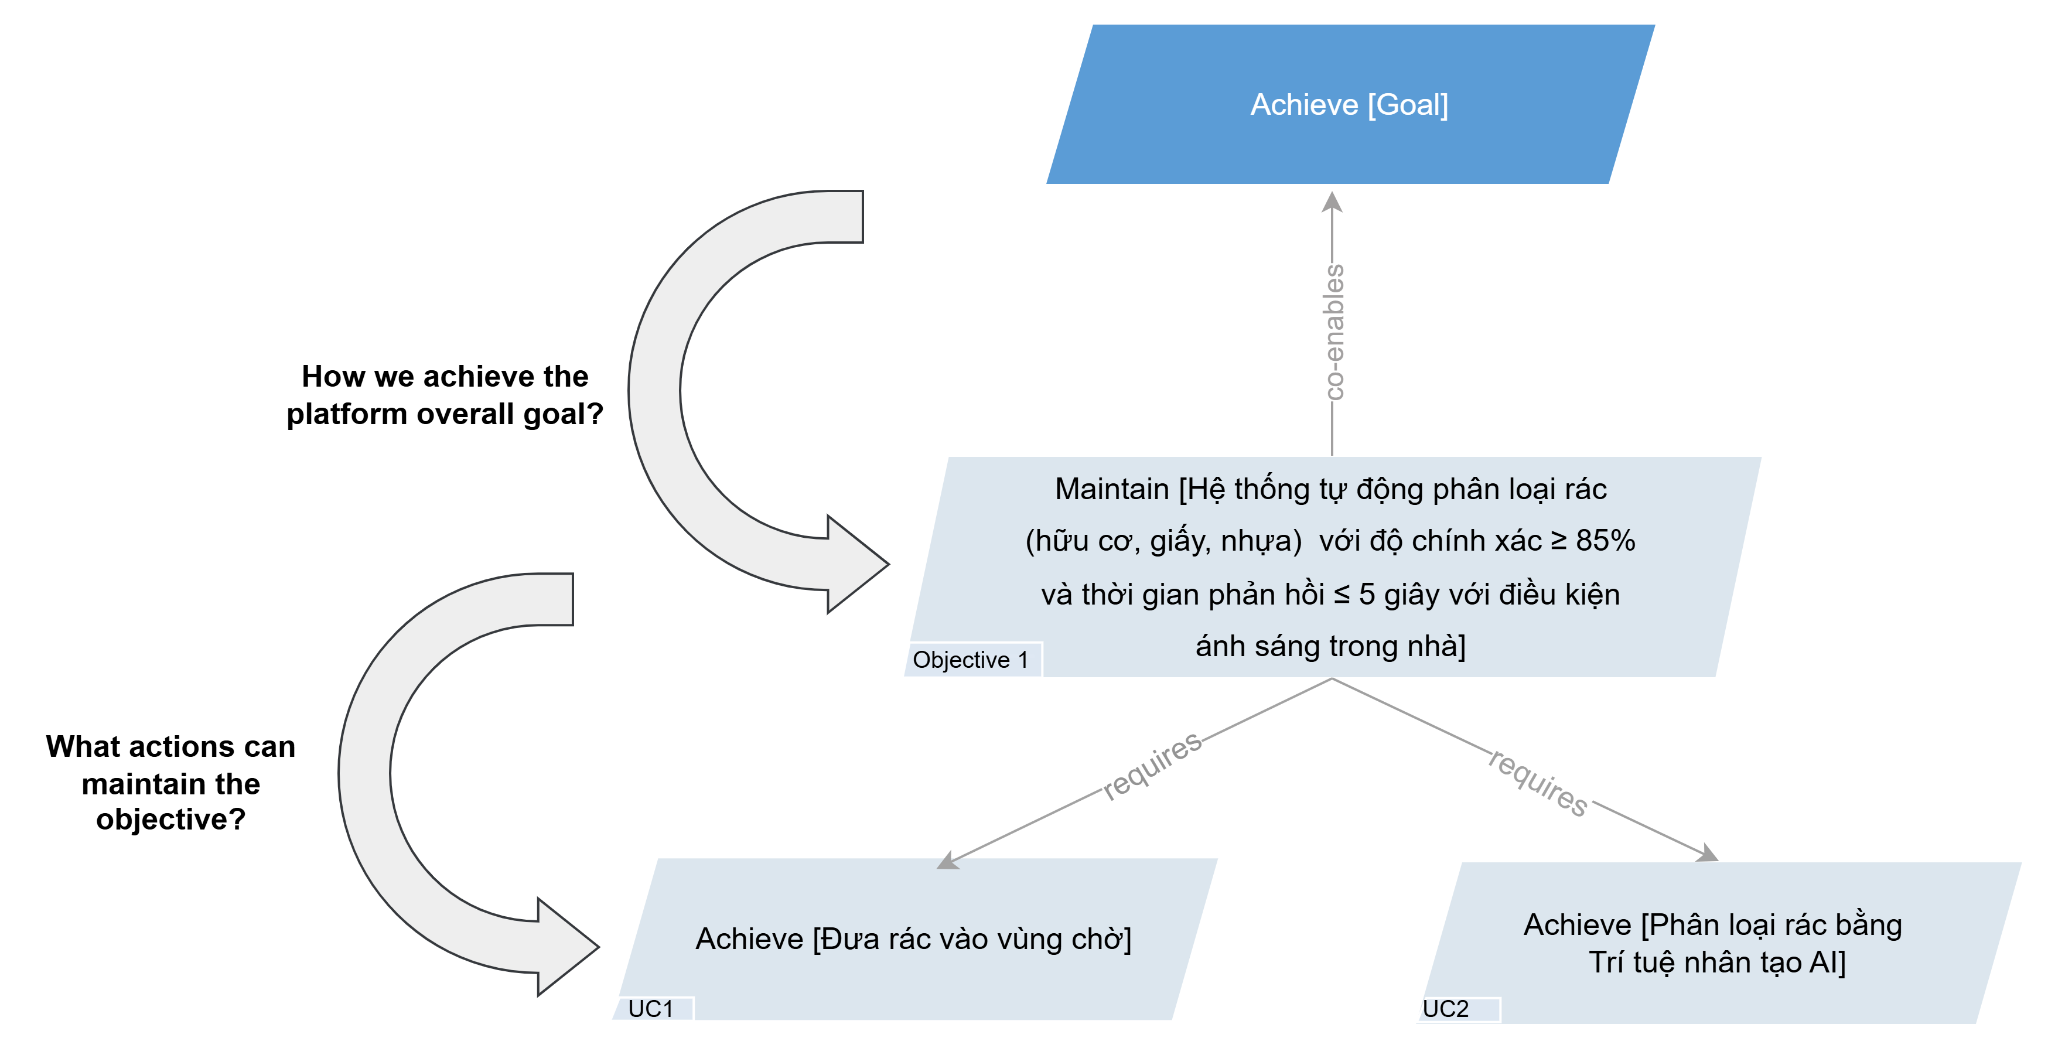 Achieve [Goal]
co-enables
How we achieve the
platform overall goal?
Maintain [Hệ thống tự động phân loại rác
(hữu cơ, giấy, nhựa)  với độ chính xác ≥ 85%
và thời gian phản hồi ≤ 5 giây với điều kiện
ánh sáng trong nhà]
Objective 1
What actions can
maintain the
objective?
requires
requires
Achieve [Đưa rác vào vùng chờ]
UC1
Achieve [Phân loại rác bằng
Trí tuệ nhân tạo AI]
UC2